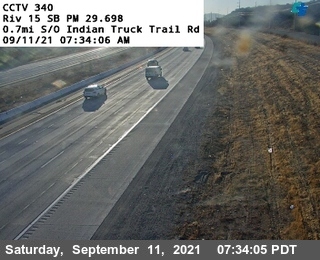 CCTV 340
Riv 15 SB PM 29.698
0.7mi S/O Indian Truck Trail Rd
09/11/21 07:34:06 AM
Saturday, September 11, 2021 07:34:05 PDT